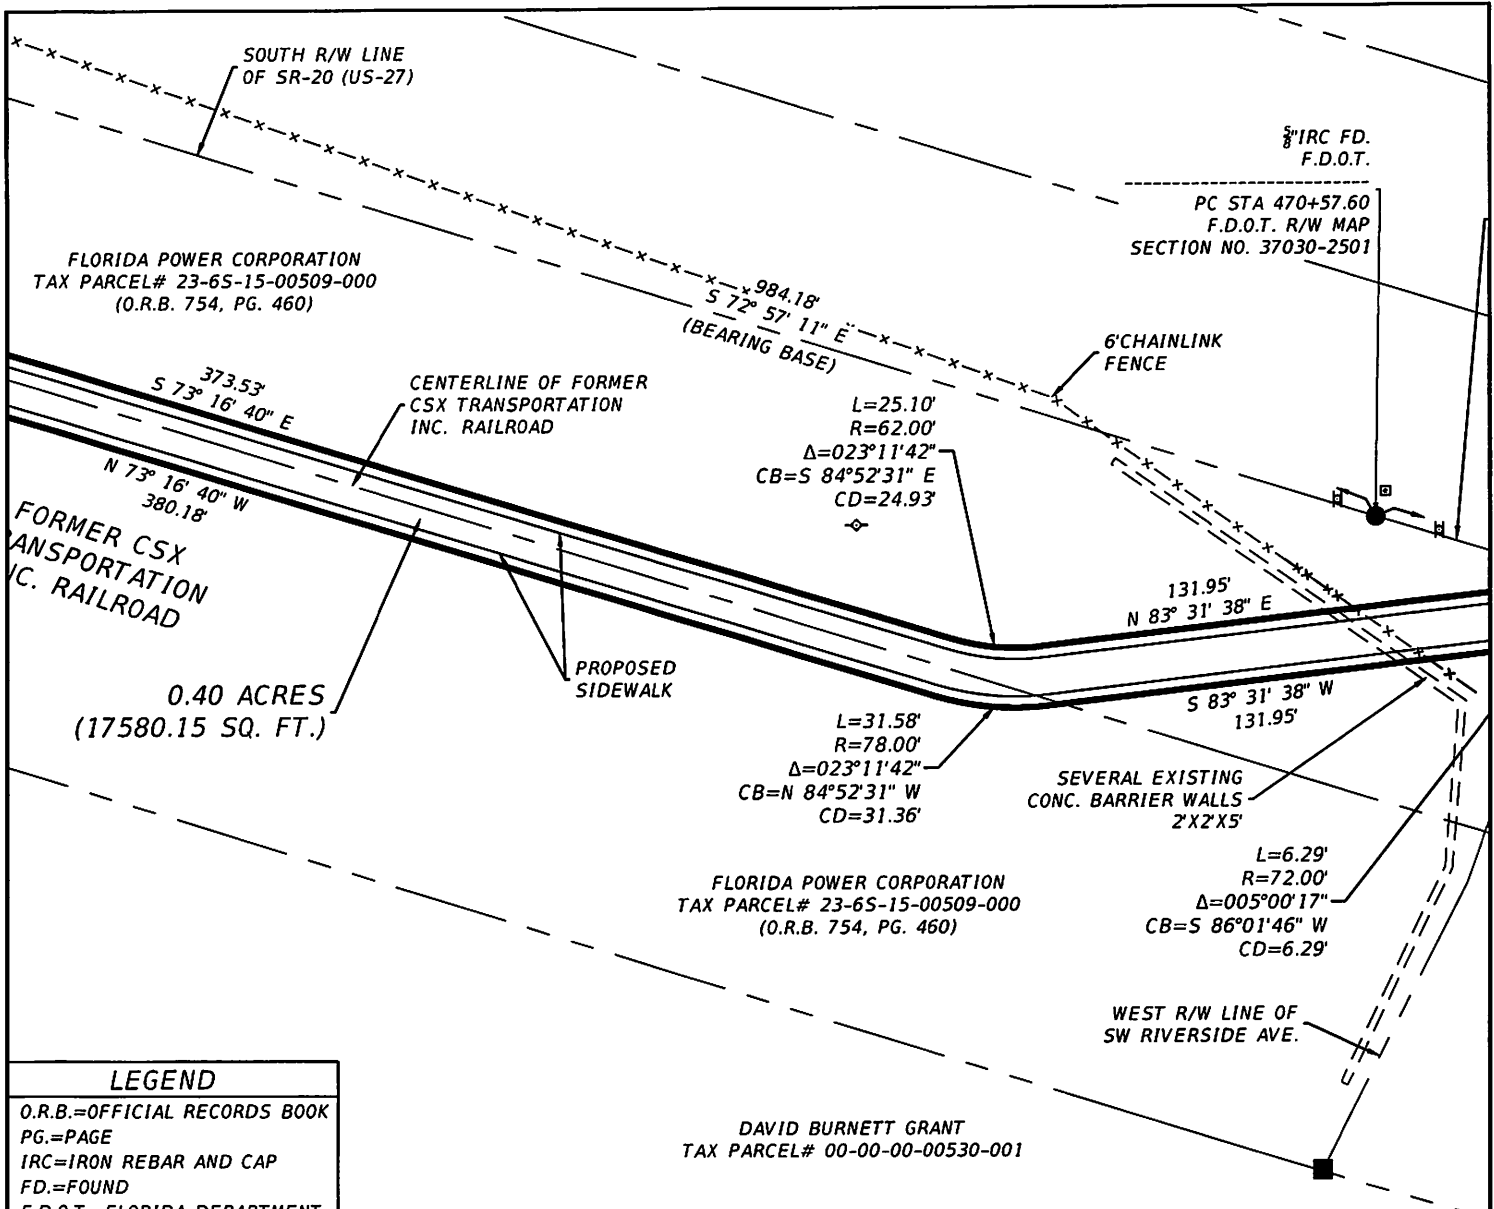 SOUTH R/W LINE
OF SR-20 (US-27)
5/8"IRC FD.
F.D.O.T.
PC STA 470+57.60
F.D.O.T. R/W MAP
SECTION NO. 37030-2501
FLORIDA POWER CORPORATION
TAX PARCEL# 23-6S-15-00509-000
(O.R.B. 754, PG. 460)
984.18'
S 72° 57' 11" E
(BEARING BASE)
6'CHAINLINK
FENCE
373.53'
S 73° 16' 40" E
CENTERLINE OF FORMER
CSX TRANSPORTATION
INC. RAILROAD
L=25.10'
R=62.00'
Δ=023°11'42"
CB=S 84°52'31" E
CD=24.93'
N 73° 16' 40" W
380.18'
FORMER CSX
ANSPORTATION
C. RAILROAD
131.95'
N 83° 31' 38" E
PROPOSED
SIDEWALK
0.40 ACRES
(17580.15 SQ. FT.)
S 83° 31' 38" W
131.95'
L=31.58'
R=78.00'
Δ=023°11'42"
CB=N 84°52'31" W
CD=31.36'
SEVERAL EXISTING
CONC. BARRIER WALLS
2'X2'X5'
L=6.29'
R=72.00'
Δ=005°00'17"
CB=S 86°01'46" W
CD=6.29'
FLORIDA POWER CORPORATION
TAX PARCEL# 23-6S-15-00509-000
(O.R.B. 754, PG. 460)
WEST R/W LINE OF
SW RIVERSIDE AVE.
DAVID BURNETT GRANT
TAX PARCEL# 00-00-00-00530-001
LEGEND
O.R.B.=OFFICIAL RECORDS BOOK
PG.=PAGE
IRC=IRON REBAR AND CAP
FD.=FOUND
F.D.O.T.=FLORIDA DEPARTMENT